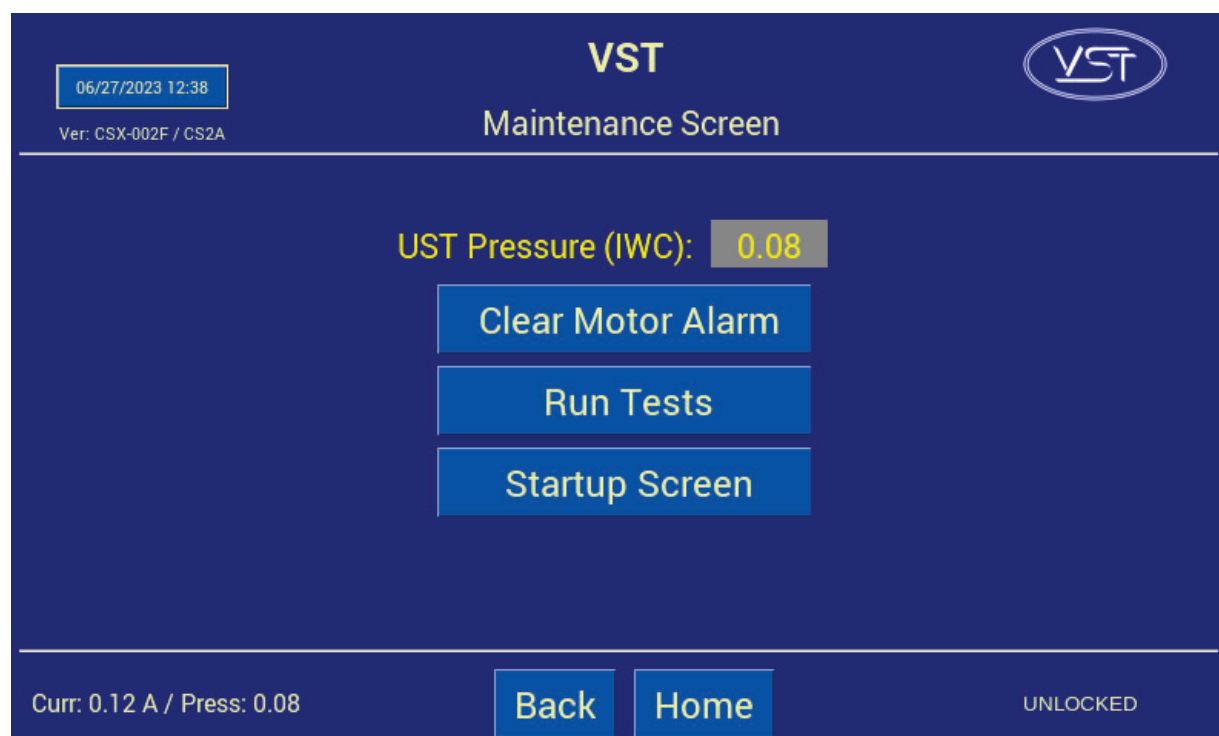 VST
VST
06/27/2023 12:38
Ver: CSX-002F / CS2A
Maintenance Screen
UST Pressure (IWC): 0.08
Clear Motor Alarm
Run Tests
Startup Screen
Curr: 0.12 A / Press: 0.08
Back
Home
UNLOCKED